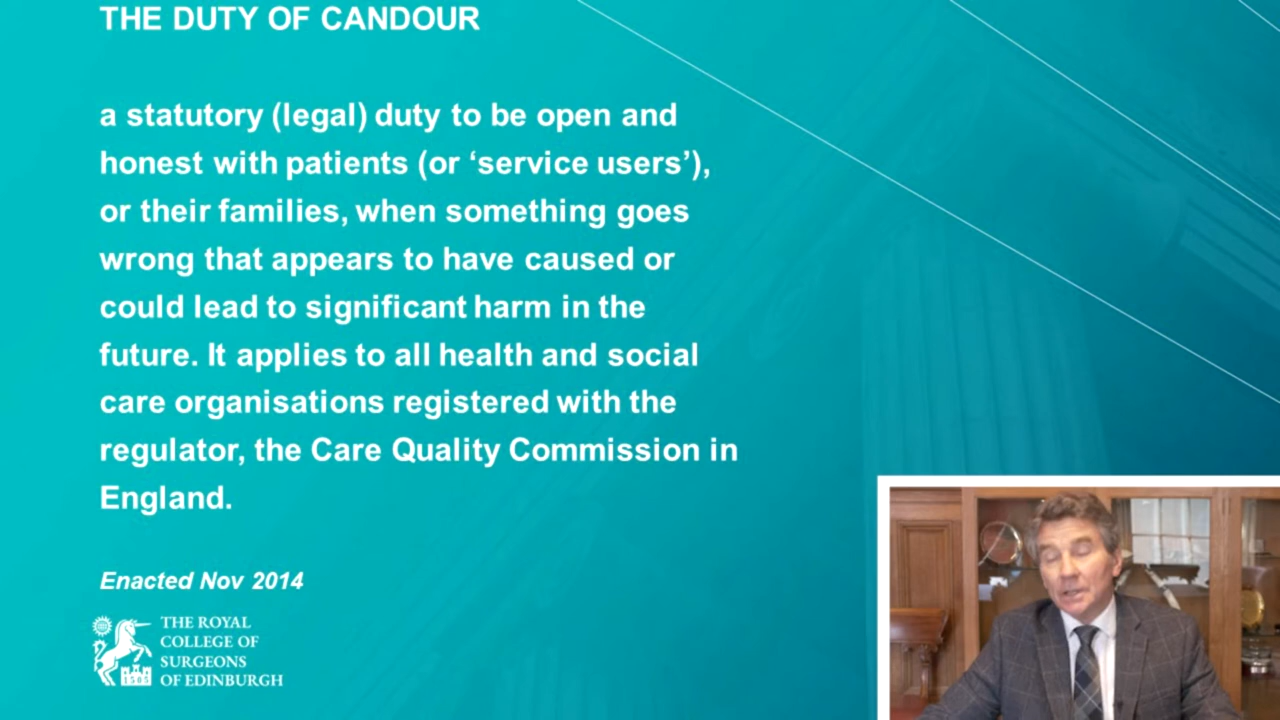 THE DUTY OF CANDOUR
a statutory (legal) duty to be open and
honest with patients (or ‘service users’),
or their families, when something goes
wrong that appears to have caused or
could lead to significant harm in the
future. It applies to all health and social
care organisations registered with the
regulator, the Care Quality Commission in
England.
Enacted Nov 2014
THE ROYAL
COLLEGE OF
SURGEONS
OF EDINBURGH